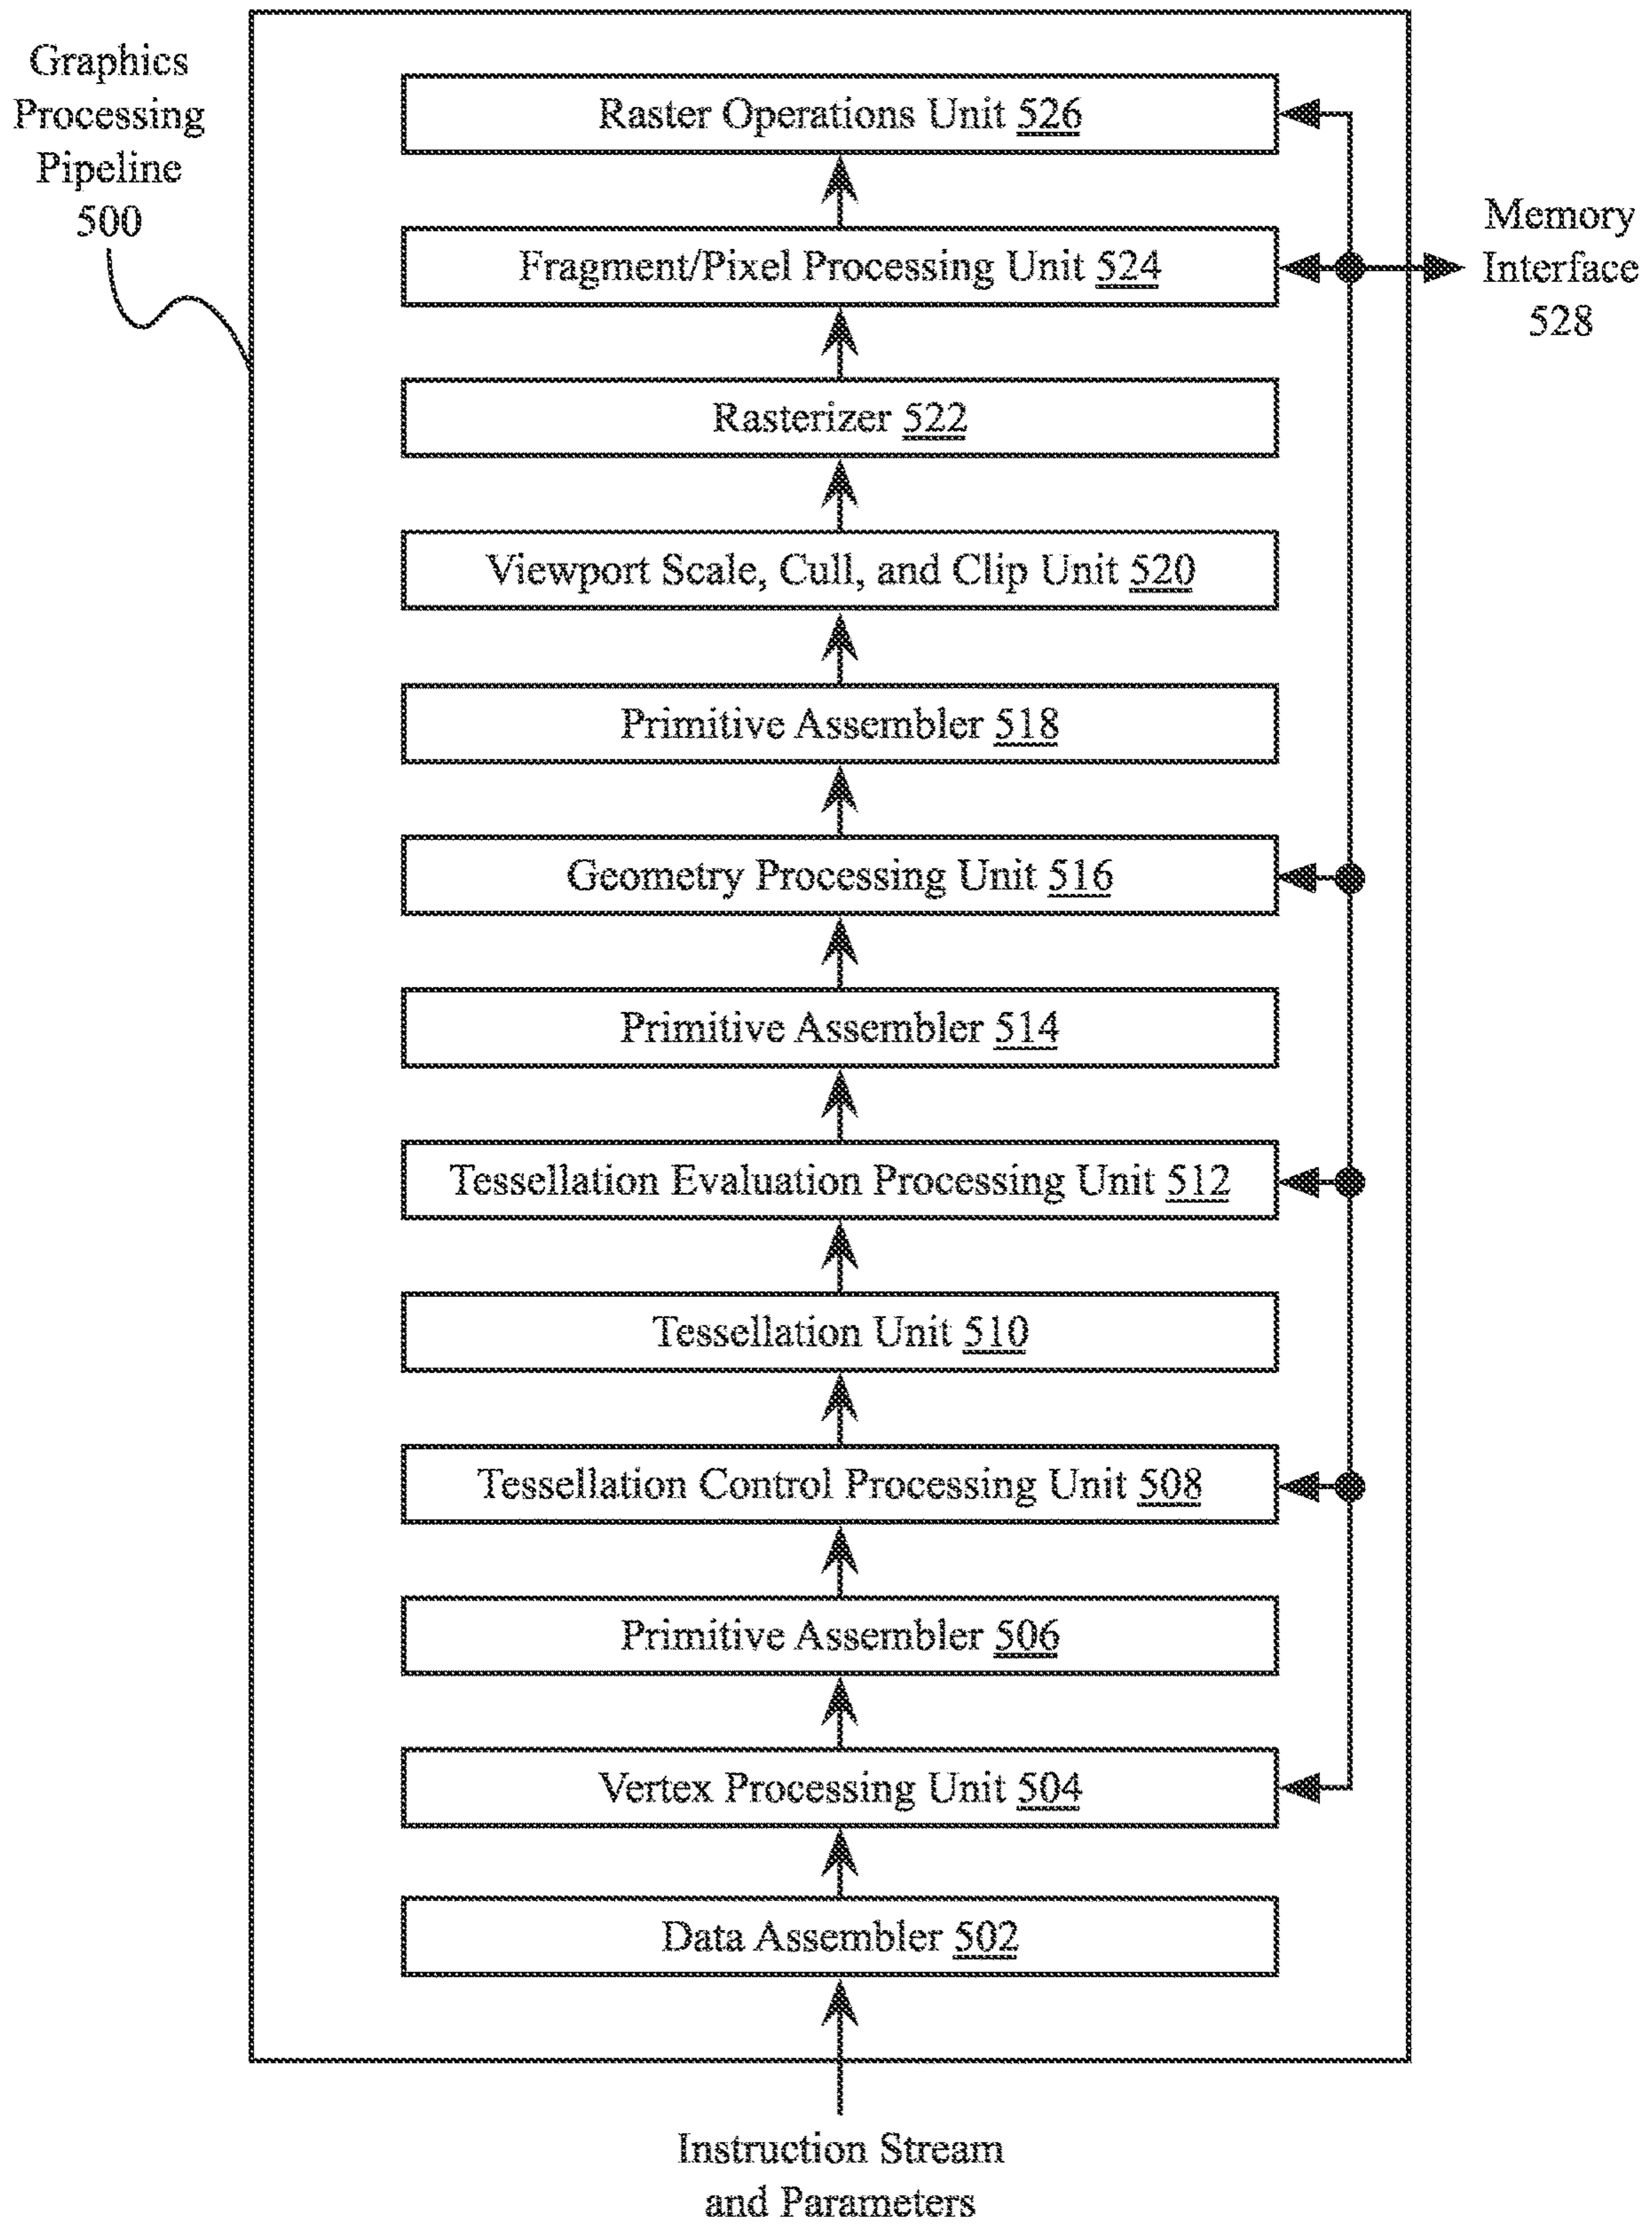 Graphics
Processing
Pipeline
500
Raster Operations Unit 526
Fragment/Pixel Processing Unit 524
Memory
Interface
528
Rasterizer 522
Viewport Scale, Cull, and Clip Unit 520
Primitive Assembler 518
Geometry Processing Unit 516
Primitive Assembler 514
Tessellation Evaluation Processing Unit 512
Tessellation Unit 510
Tessellation Control Processing Unit 508
Primitive Assembler 506
Vertex Processing Unit 504
Data Assembler 502
Instruction Stream
and Parameters